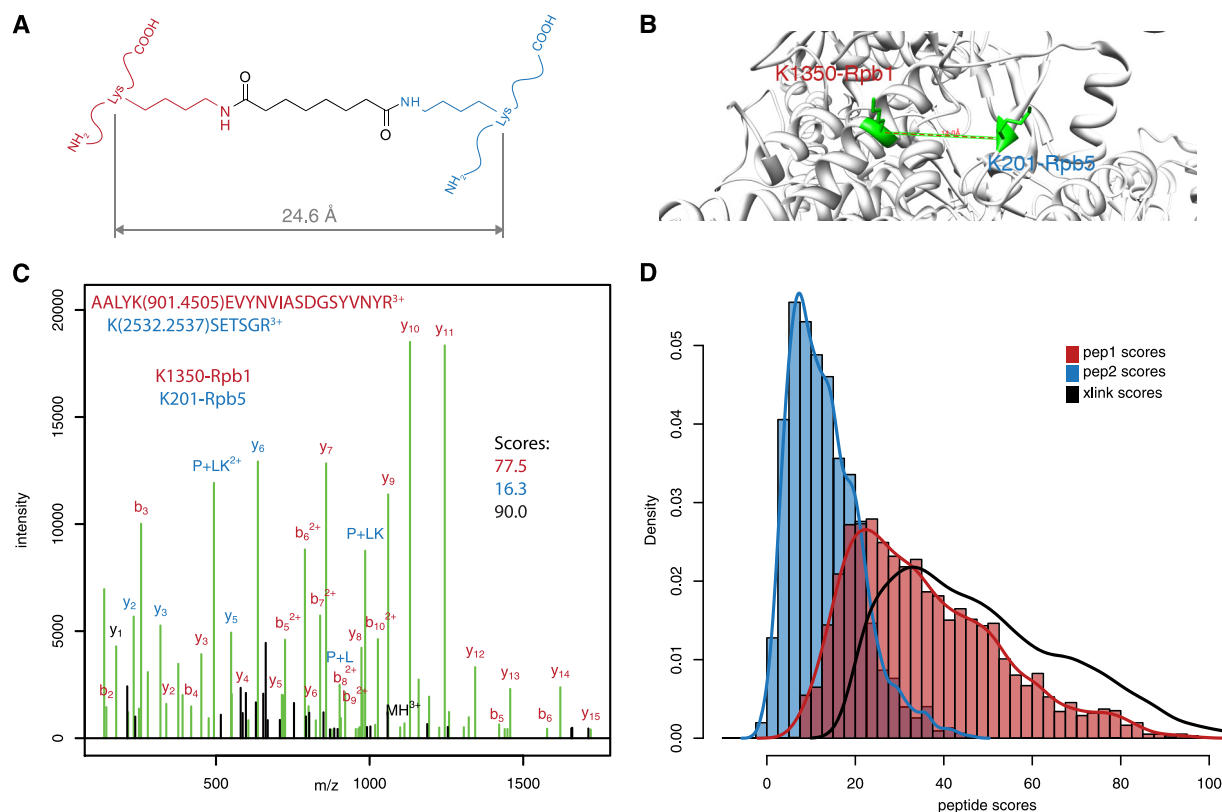 A
COOH
Lys
NH2
O
N
H
O
NH
COOH
Lys
NH2
24,6 Å
B
K1350-Rpb1
K201-Rpb5
C
AALYK(901.4505)EVYNVIASDGSYVNYR3+
K(2532.2537)SETSGR3+
K1350-Rpb1
K201-Rpb5
Scores:
77.5
16.3
90.0
y10
y11
y6
y7
P+LK2+
y9
b3
b6 2+
P+LK
y2
y3
y5
b7 2+
b5 2+
b10 2+
y1
y8
y3
P+L
b8 2+
y12
b2
y2
b4
y4
y5
y6
b9 2+
MH3+
y13
y14
b5
b6
y15
intensity
0
5000
10000
15000
20000
500
1000
1500
m/z
D
pep1 scores
pep2 scores
xlink scores
Density
0.00
0.01
0.02
0.03
0.04
0.05
0
20
40
60
80
100
peptide scores